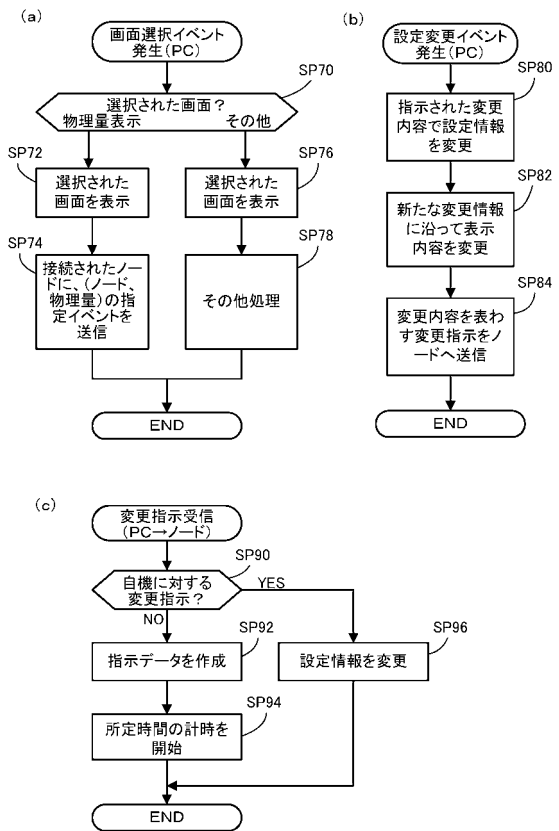 (a)
画面選択イベント
発生(PC)
SP70
選択された画面?
物理量表示 その他
SP72
選択された
画面を表示
SP76
選択された
画面を表示
SP74
接続されたノー
ドに、(ノード、
物理量)の指
定イベントを
送信
SP78
その他処理
END
(b)
設定変更イベント
発生(PC)
SP80
指示された変更
内容で設定情報
を変更
SP82
新たな変更情報
に沿って表示
内容を変更
SP84
変更内容を表わ
す変更指示をノ
ードへ送信
END
(c)
変更指示受信
(PC→ノード)
SP90
自機に対する
変更指示?
YES
NO
SP92
指示データを作成
SP96
設定情報を変更
SP94
所定時間の計時を
開始
END